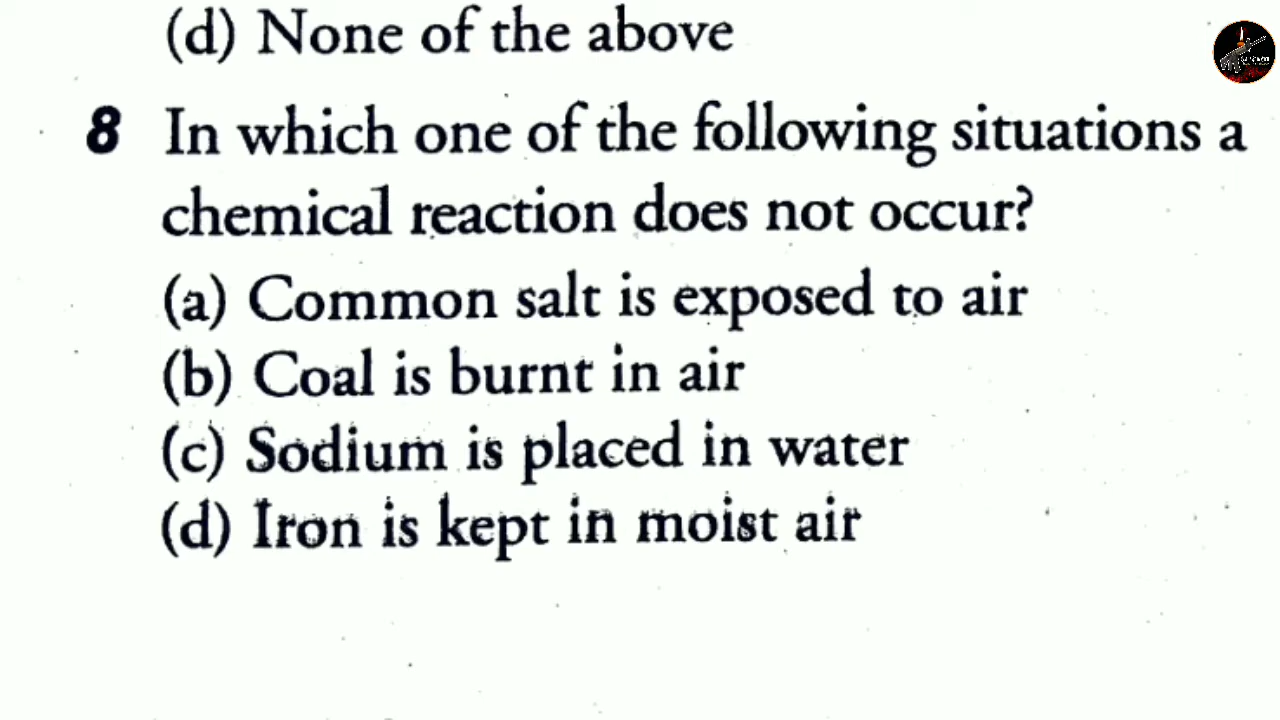 (d) None of the above
8 In which one of the following situations a
chemical reaction does not occur?
(a) Common salt is exposed to air
(b) Coal is burnt in air
(c) Sodium is placed in water
(d) Iron is kept in moist air